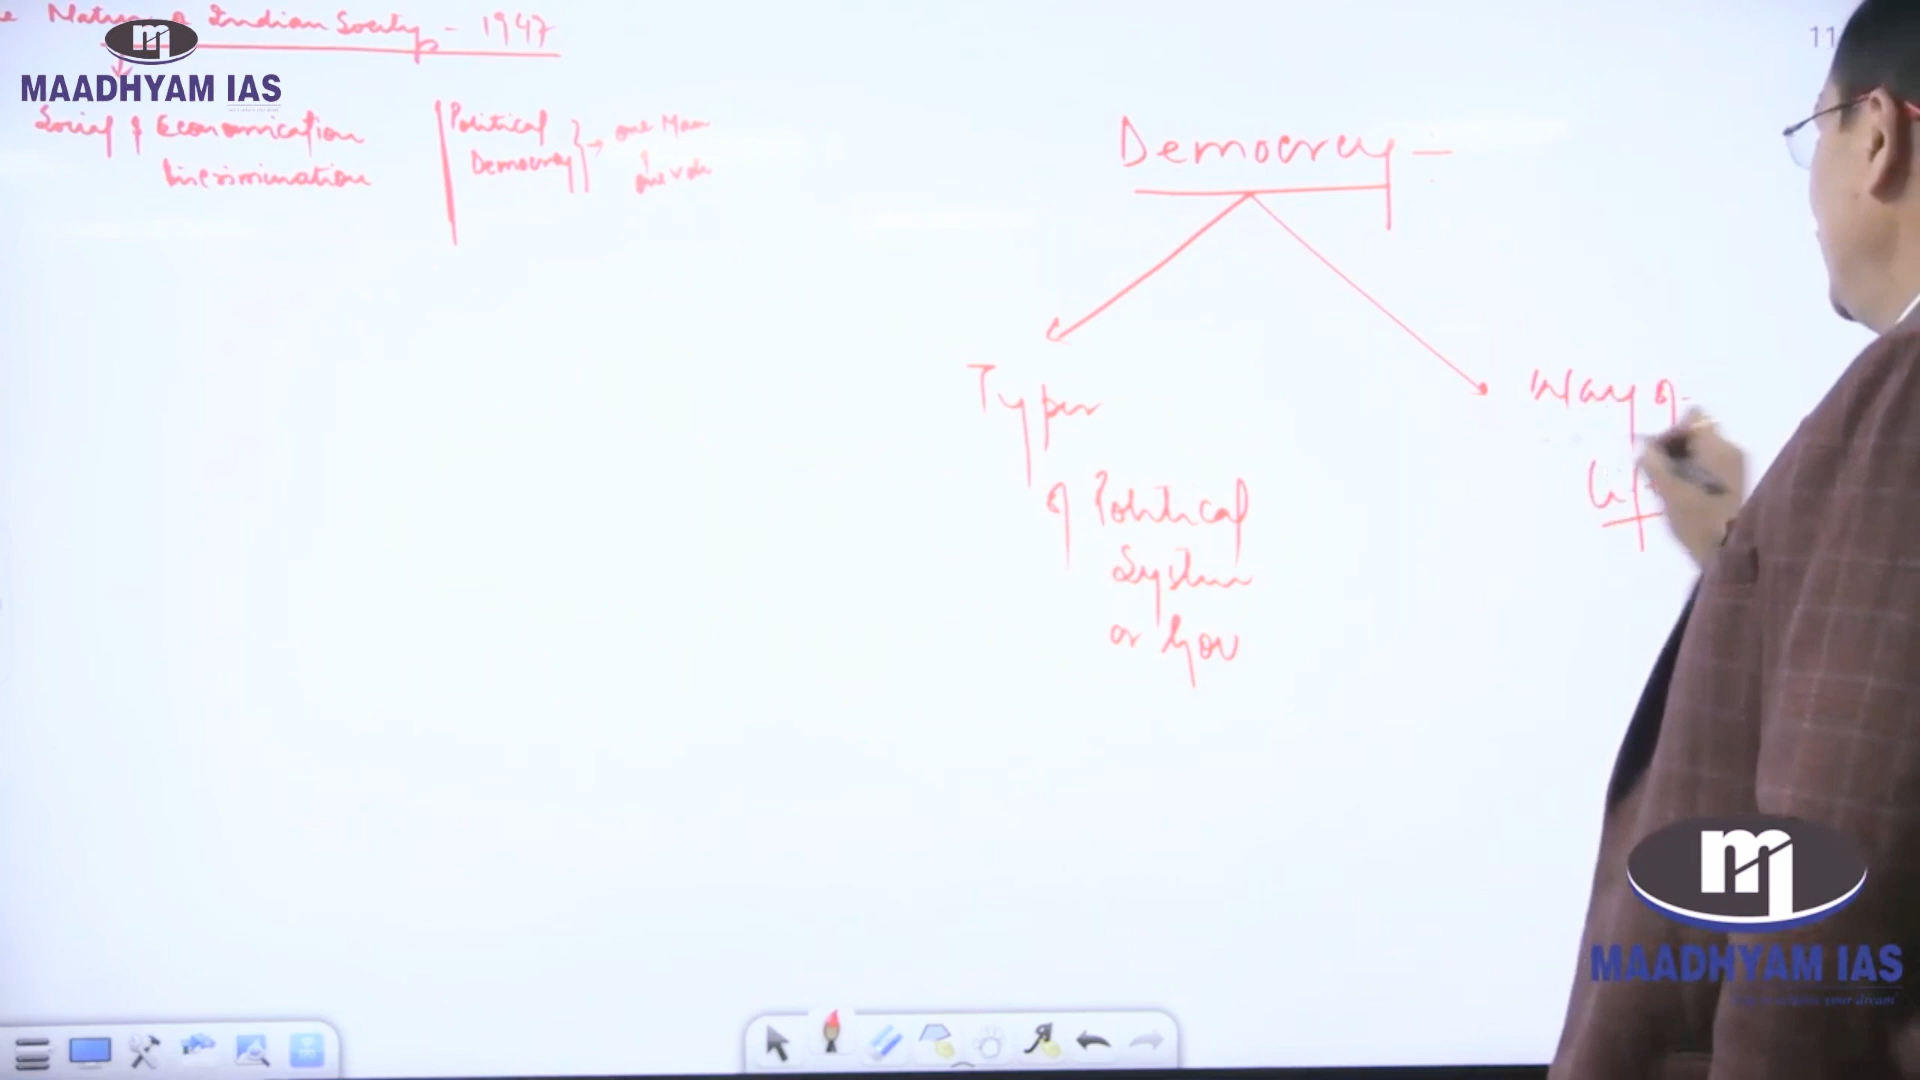 e Nature of Indian Society - 1947
MAADHYAM IAS
Social & Economication
Discrimination
Political
Democracy
one Man
one vote
11
Democracy -
Types
of Political
System
or Gov
Way of
Life
MAADHYAM IAS